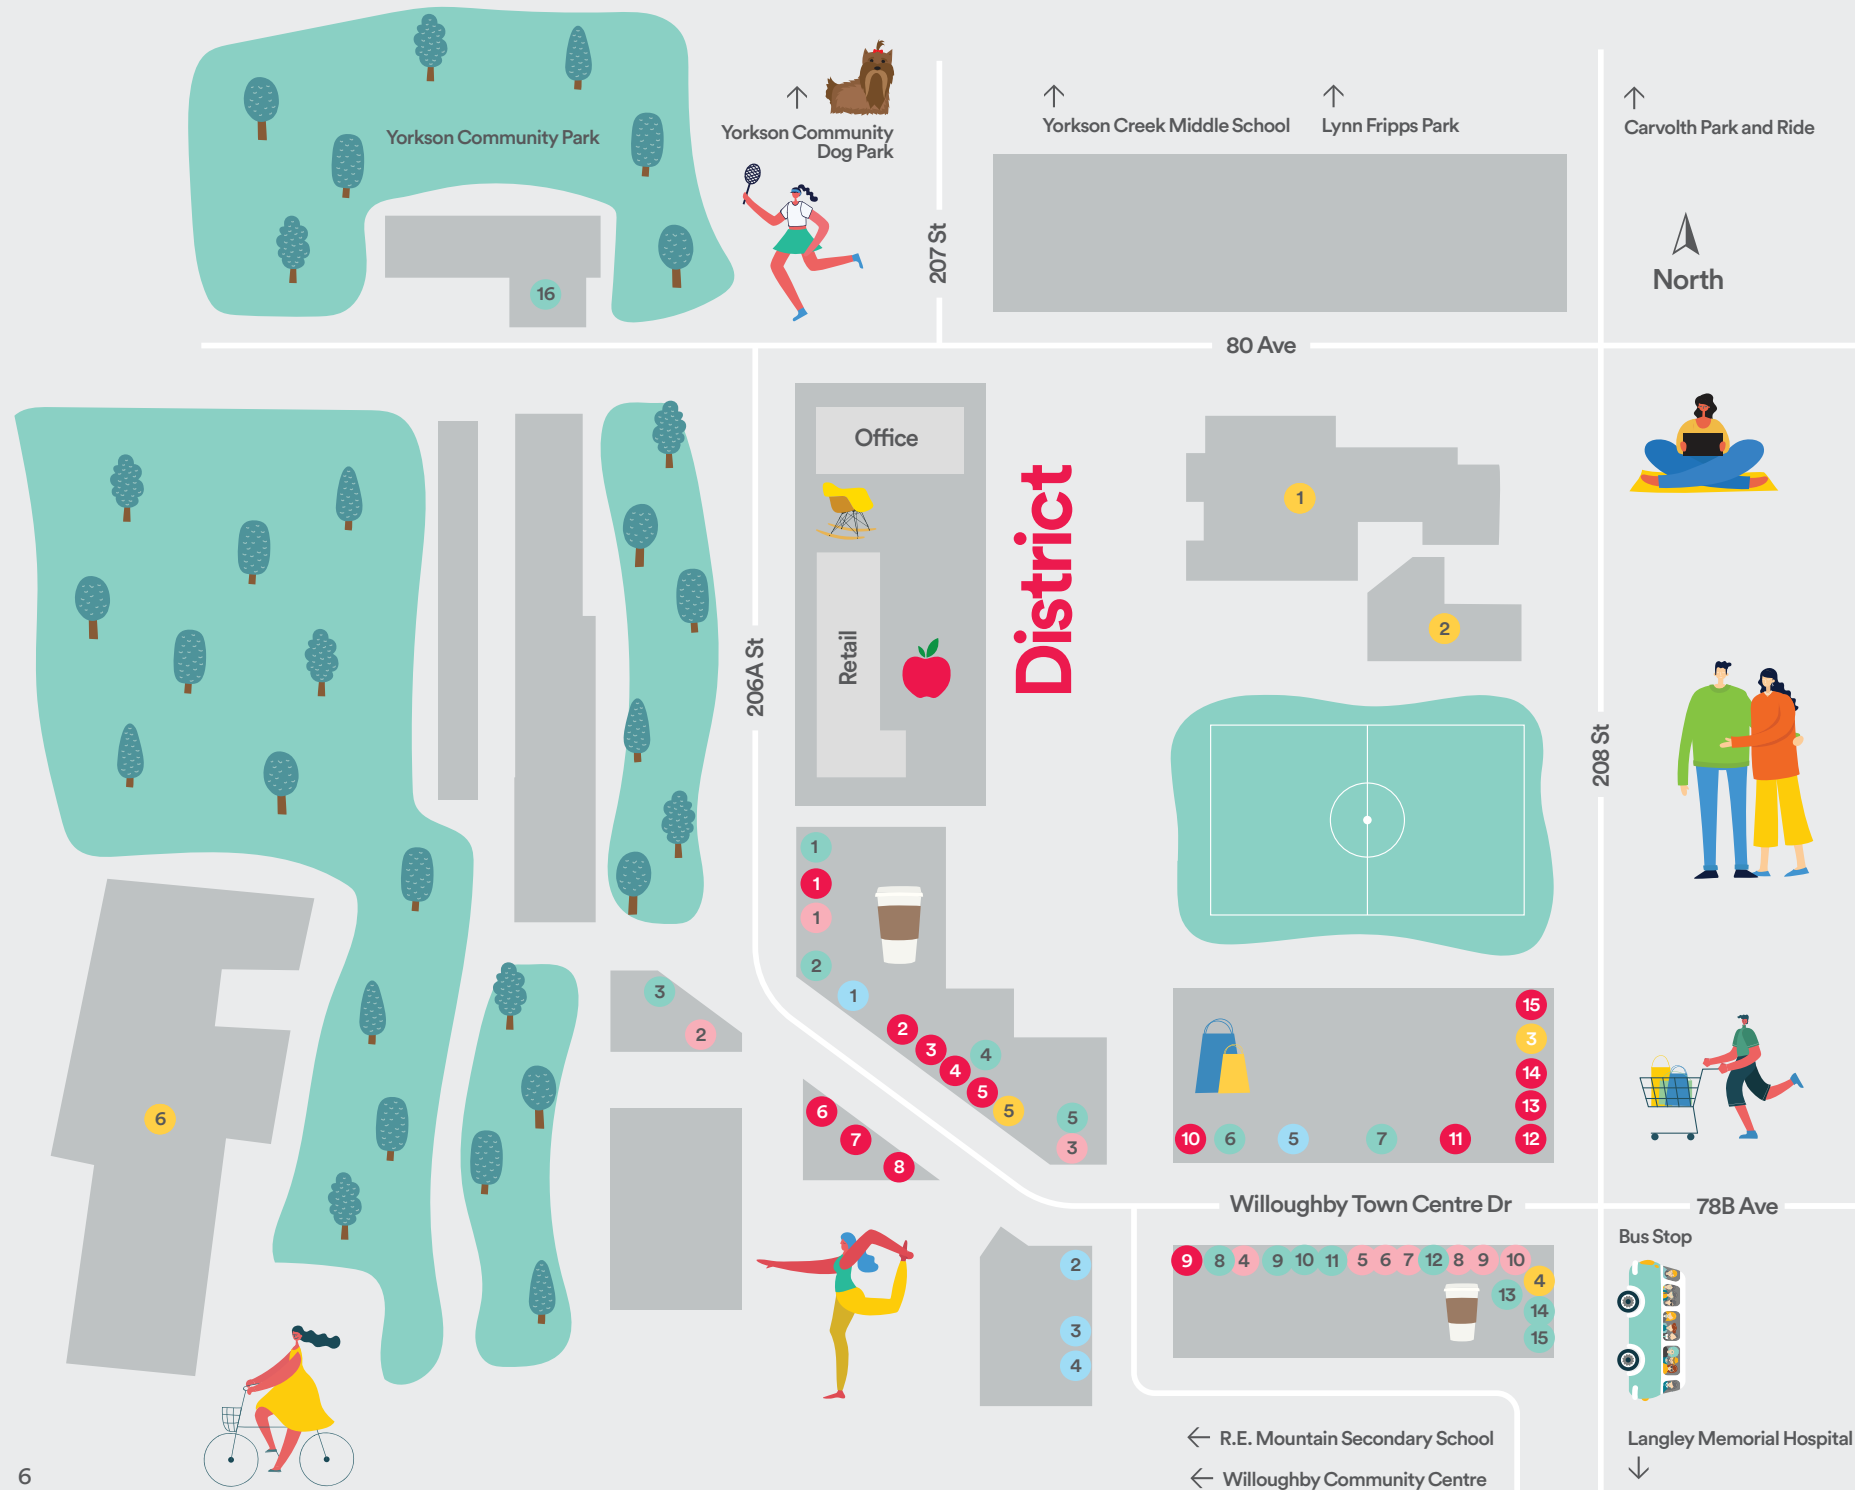 Yorkson Community Park
Yorkson Community
Dog Park
Yorkson Creek Middle School
Lynn Fripps Park
Carvolth Park and Ride
207 St
North
16
80 Ave
Office
District
1
2
Retail
206A St
208 St
1
1
1
2
1
3
2
2
3
4
4
5
5
5
3
6
7
8
6
15
3
14
13
12
10
6
5
7
11
Willoughby Town Centre Dr
78B Ave
Bus Stop
9
8
4
9
10
11
5
6
7
12
8
9
10
4
13
14
15
2
3
4
R.E. Mountain Secondary School
Willoughby Community Centre
Langley Memorial Hospital
6